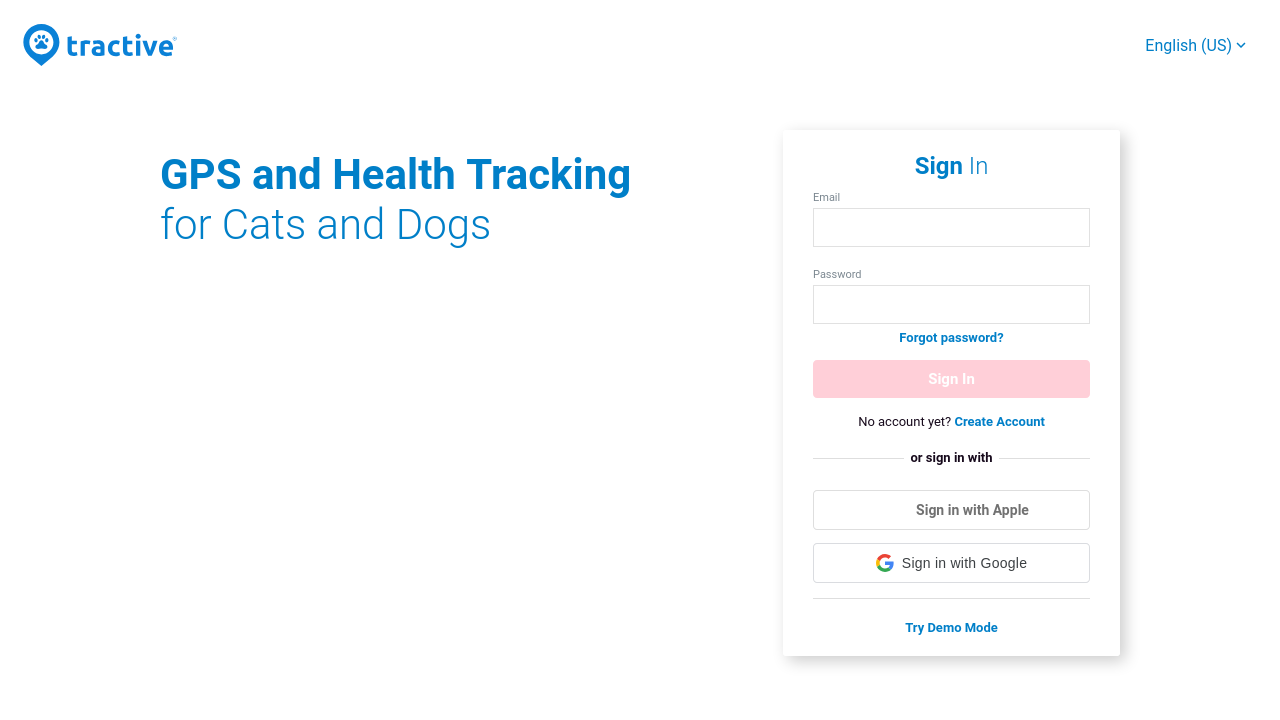 tractive
English (US)
GPS and Health Tracking
for Cats and Dogs
Sign In
Email
Password
Forgot password?
Sign In
No account yet? Create Account
or sign in with
Sign in with Apple
Sign in with Google
Try Demo Mode